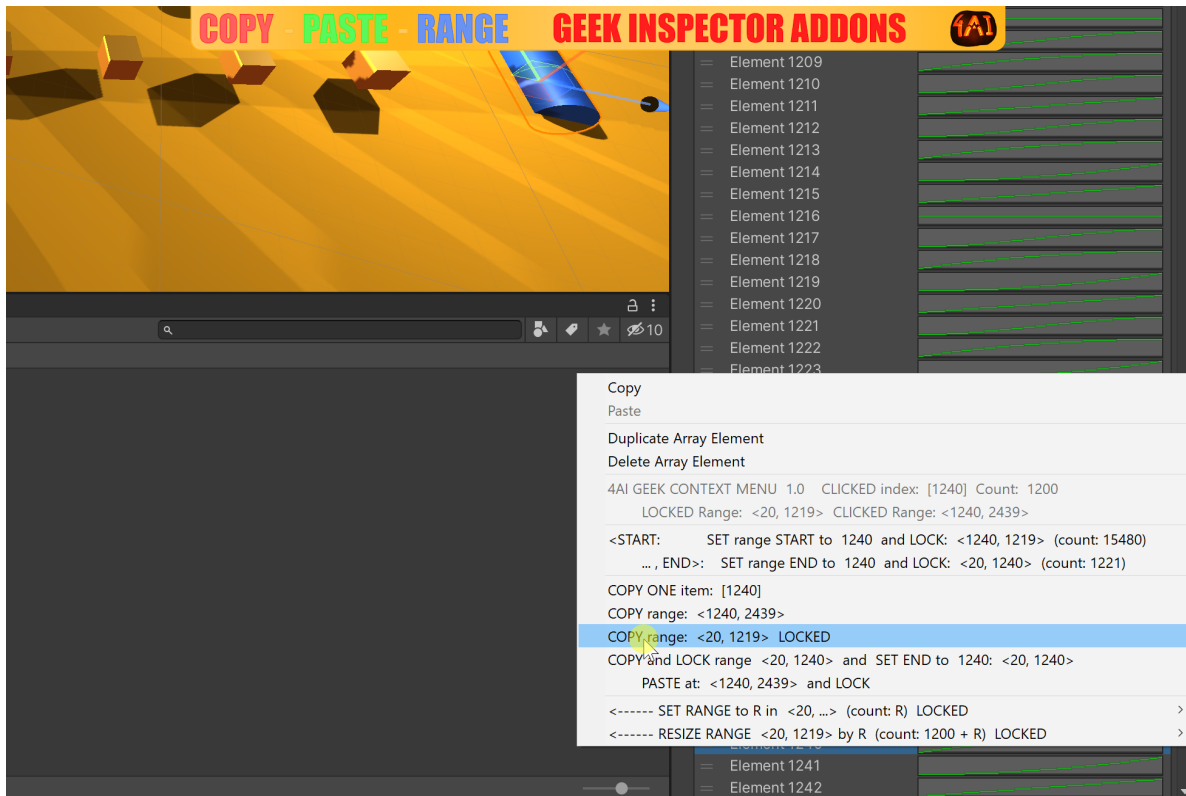 COPY - PASTE - RANGE GEEK INSPECTOR ADDONS 4AI
Element 1209
Element 1210
Element 1211
Element 1212
Element 1213
Element 1214
Element 1215
Element 1216
Element 1217
Element 1218
Element 1219
Element 1220
Element 1221
10
Element 1222
Element 1223
Copy
Paste
Duplicate Array Element
Delete Array Element
4AI GEEK CONTEXT MENU 1.0 CLICKED index: [1240] Count: 1200
LOCKED Range: <20, 1219> CLICKED Range: <1240, 2439>
<START: SET range START to 1240 and LOCK: <1240, 1219> (count: 15480)
... , END>: SET range END to 1240 and LOCK: <20, 1240> (count: 1221)
COPY ONE item: [1240]
COPY range: <1240, 2439>
COPY range: <20, 1219> LOCKED
COPY and LOCK range <20, 1240> and SET END to 1240: <20, 1240>
PASTE at: <1240, 2439> and LOCK
<------ SET RANGE to R in <20, ...> (count: R) LOCKED
<------ RESIZE RANGE <20, 1219> by R (count: 1200 + R) LOCKED
Element 1240
Element 1241
Element 1242